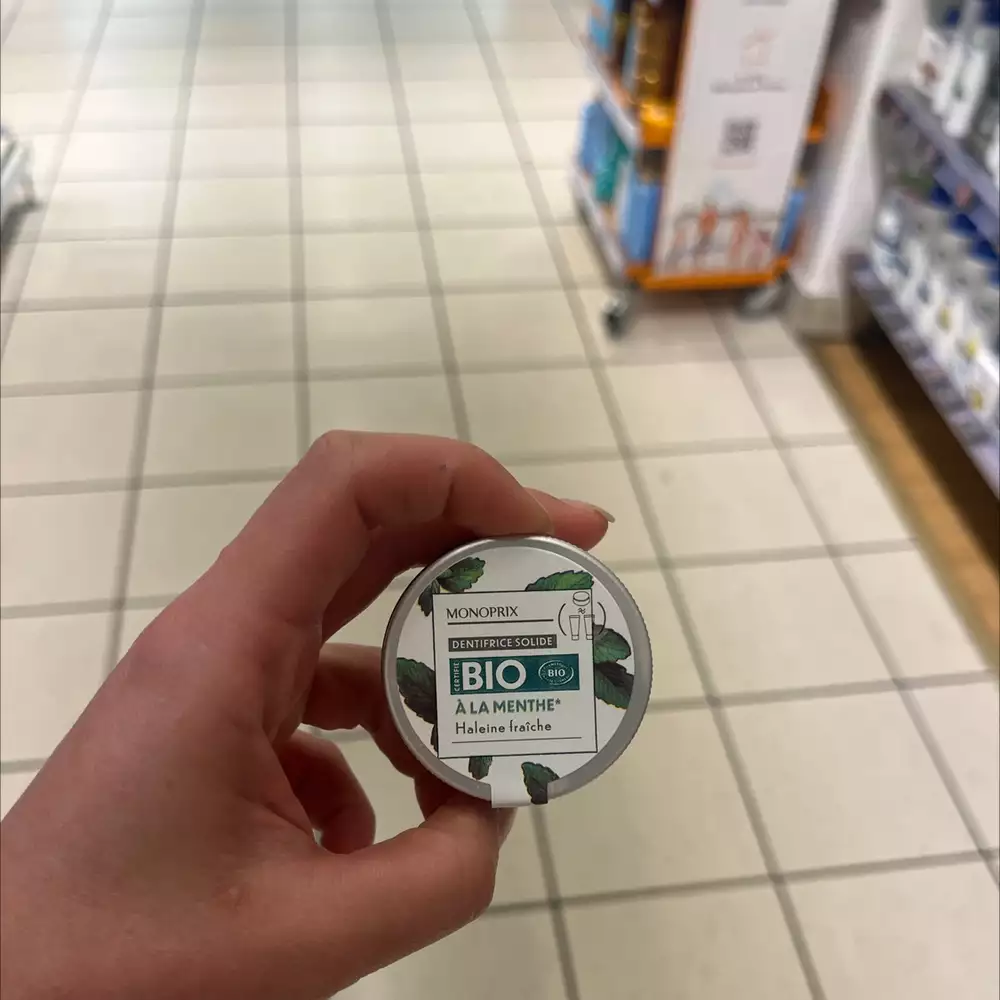 MONOPRIX
DENTIFRICE SOLIDE
CERTIFIÉ
BIO
BIO
À LA MENTHE*
Haleine fraîche